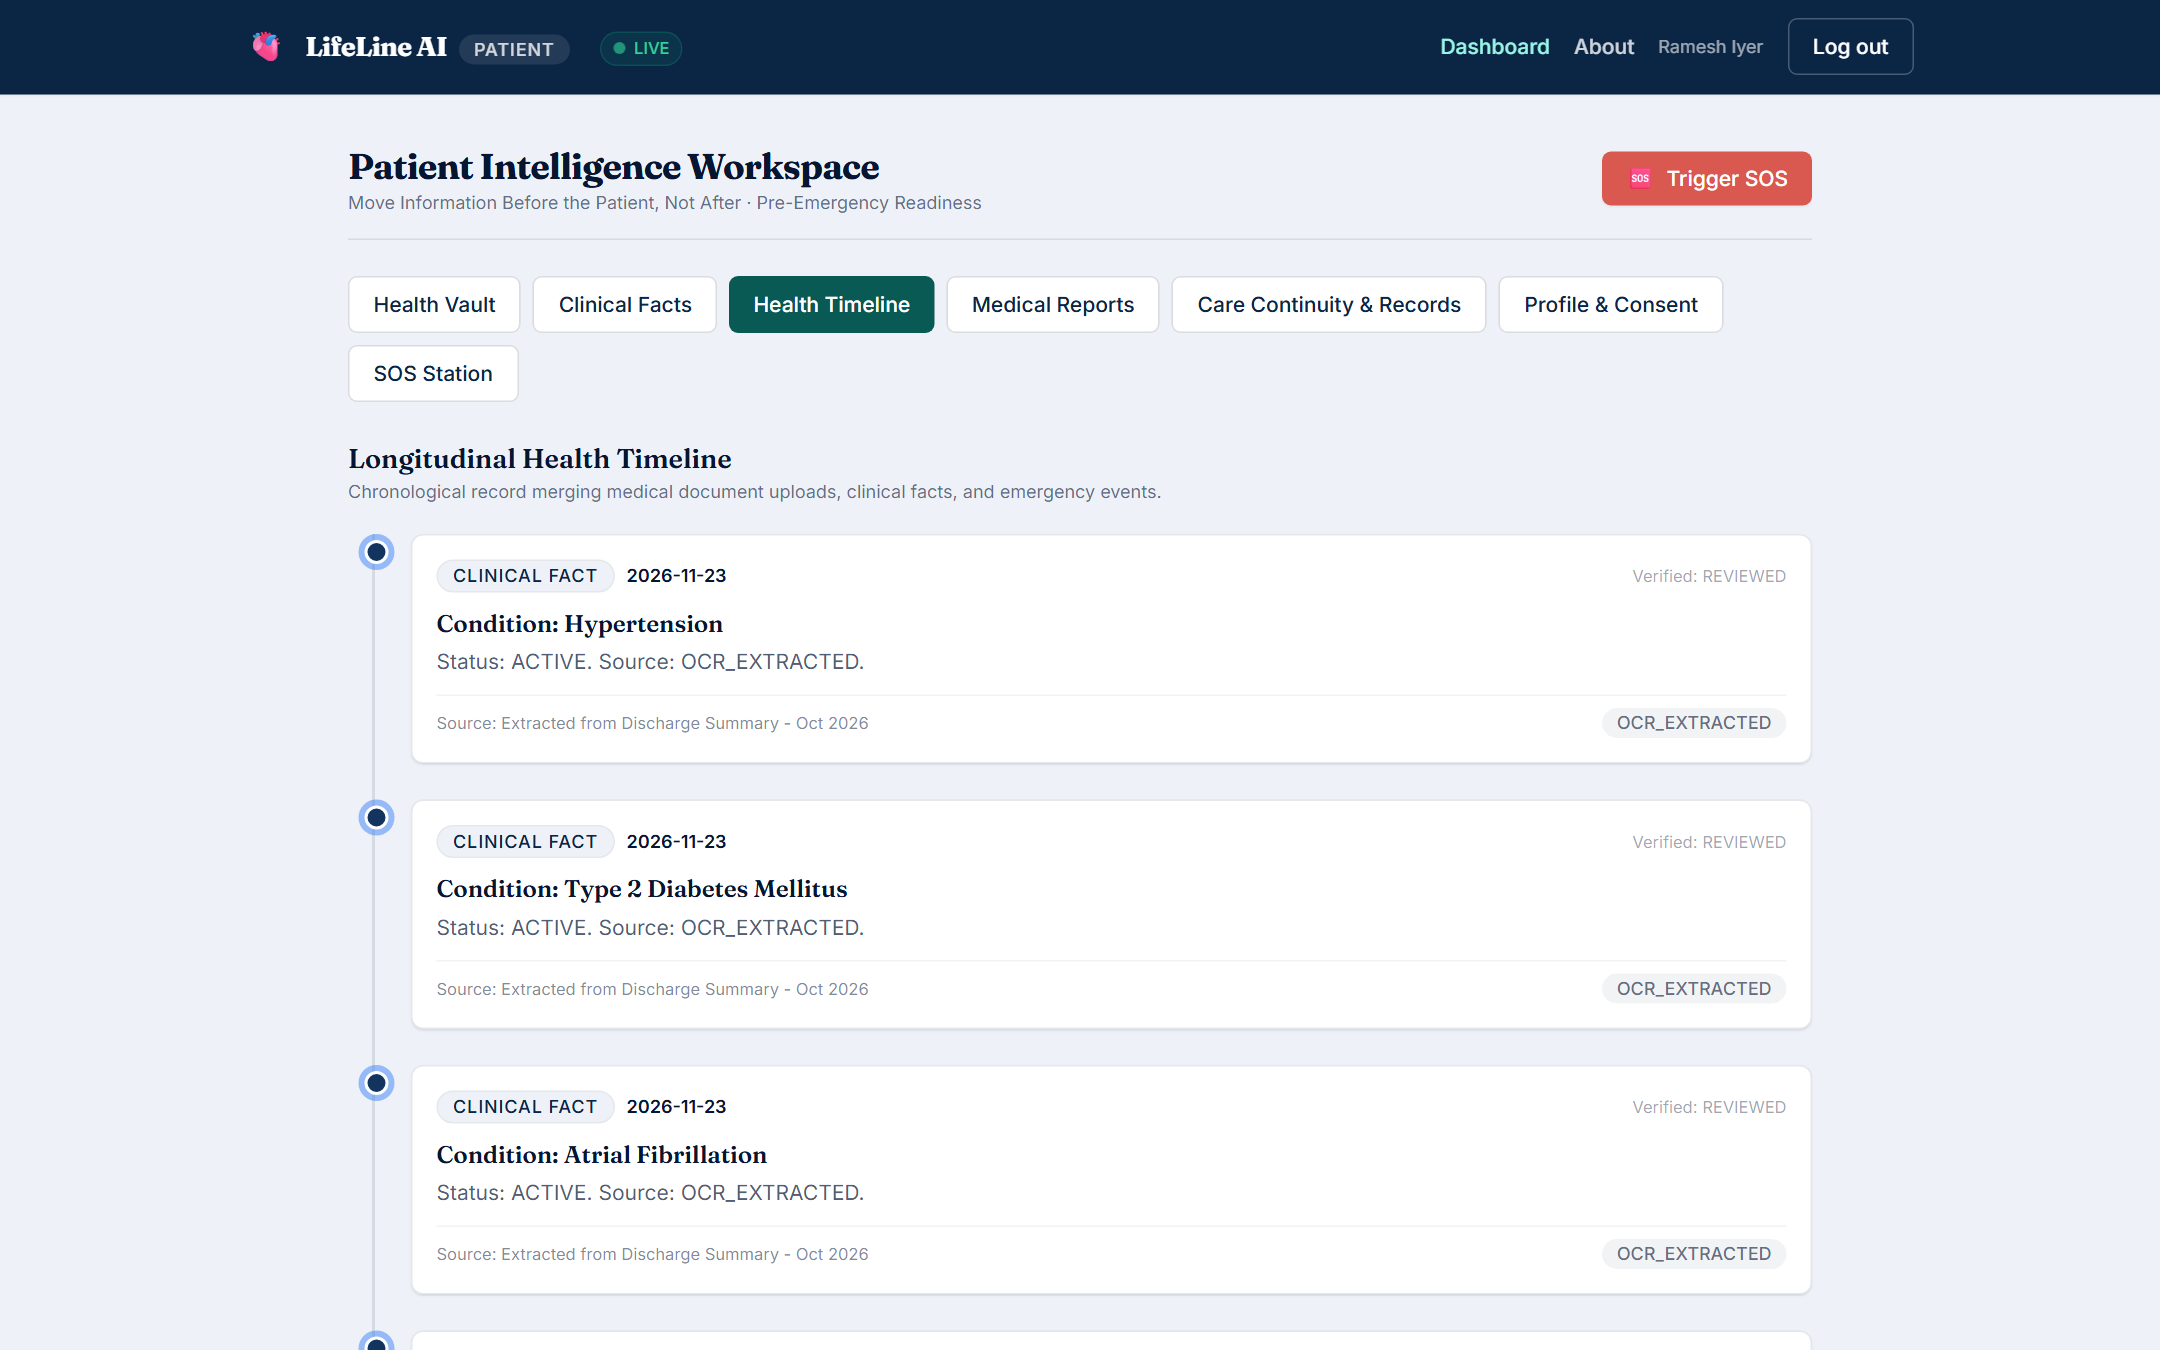 LifeLine AI PATIENT LIVE Dashboard About Ramesh Iyer Log out
Patient Intelligence Workspace
Move Information Before the Patient, Not After · Pre-Emergency Readiness
SOS Trigger SOS
Health Vault Clinical Facts Health Timeline Medical Reports Care Continuity & Records Profile & Consent
SOS Station
Longitudinal Health Timeline
Chronological record merging medical document uploads, clinical facts, and emergency events.
CLINICAL FACT 2026-11-23 Verified: REVIEWED
Condition: Hypertension
Status: ACTIVE. Source: OCR_EXTRACTED.
Source: Extracted from Discharge Summary - Oct 2026 OCR_EXTRACTED
CLINICAL FACT 2026-11-23 Verified: REVIEWED
Condition: Type 2 Diabetes Mellitus
Status: ACTIVE. Source: OCR_EXTRACTED.
Source: Extracted from Discharge Summary - Oct 2026 OCR_EXTRACTED
CLINICAL FACT 2026-11-23 Verified: REVIEWED
Condition: Atrial Fibrillation
Status: ACTIVE. Source: OCR_EXTRACTED.
Source: Extracted from Discharge Summary - Oct 2026 OCR_EXTRACTED